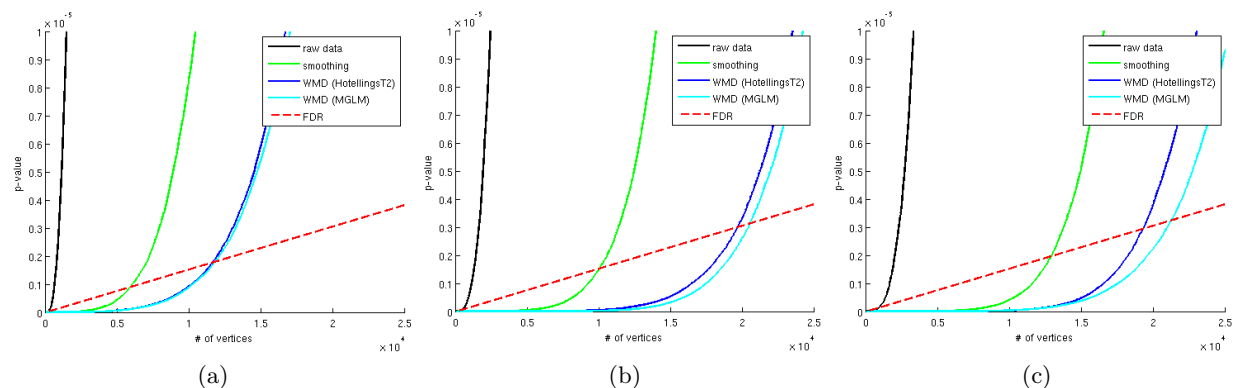 × 10⁻⁵
1
0.9
0.8
0.7
0.6
0.5
0.4
0.3
0.2
0.1
0
p-value
raw data
smoothing
WMD (HotellingsT2)
WMD (MGLM)
FDR
0 0.5 1 1.5 2 2.5
# of vertices
× 10⁴
(a)
× 10⁻⁵
1
0.9
0.8
0.7
0.6
0.5
0.4
0.3
0.2
0.1
0
p-value
raw data
smoothing
WMD (HotellingsT2)
WMD (MGLM)
FDR
0 0.5 1 1.5 2 2.5
# of vertices
× 10⁴
(b)
× 10⁻⁵
1
0.9
0.8
0.7
0.6
0.5
0.4
0.3
0.2
0.1
0
p-value
raw data
smoothing
WMD (HotellingsT2)
WMD (MGLM)
FDR
0 0.5 1 1.5 2 2.5
# of vertices
× 10⁴
(c)